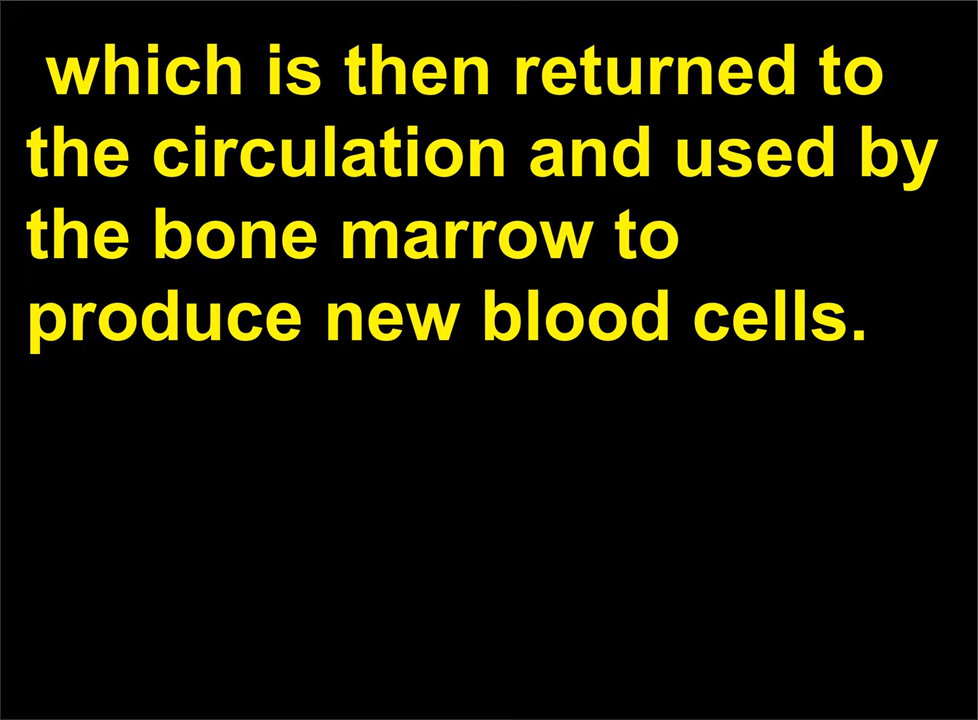 which is then returned to
the circulation and used by
the bone marrow to
produce new blood cells.